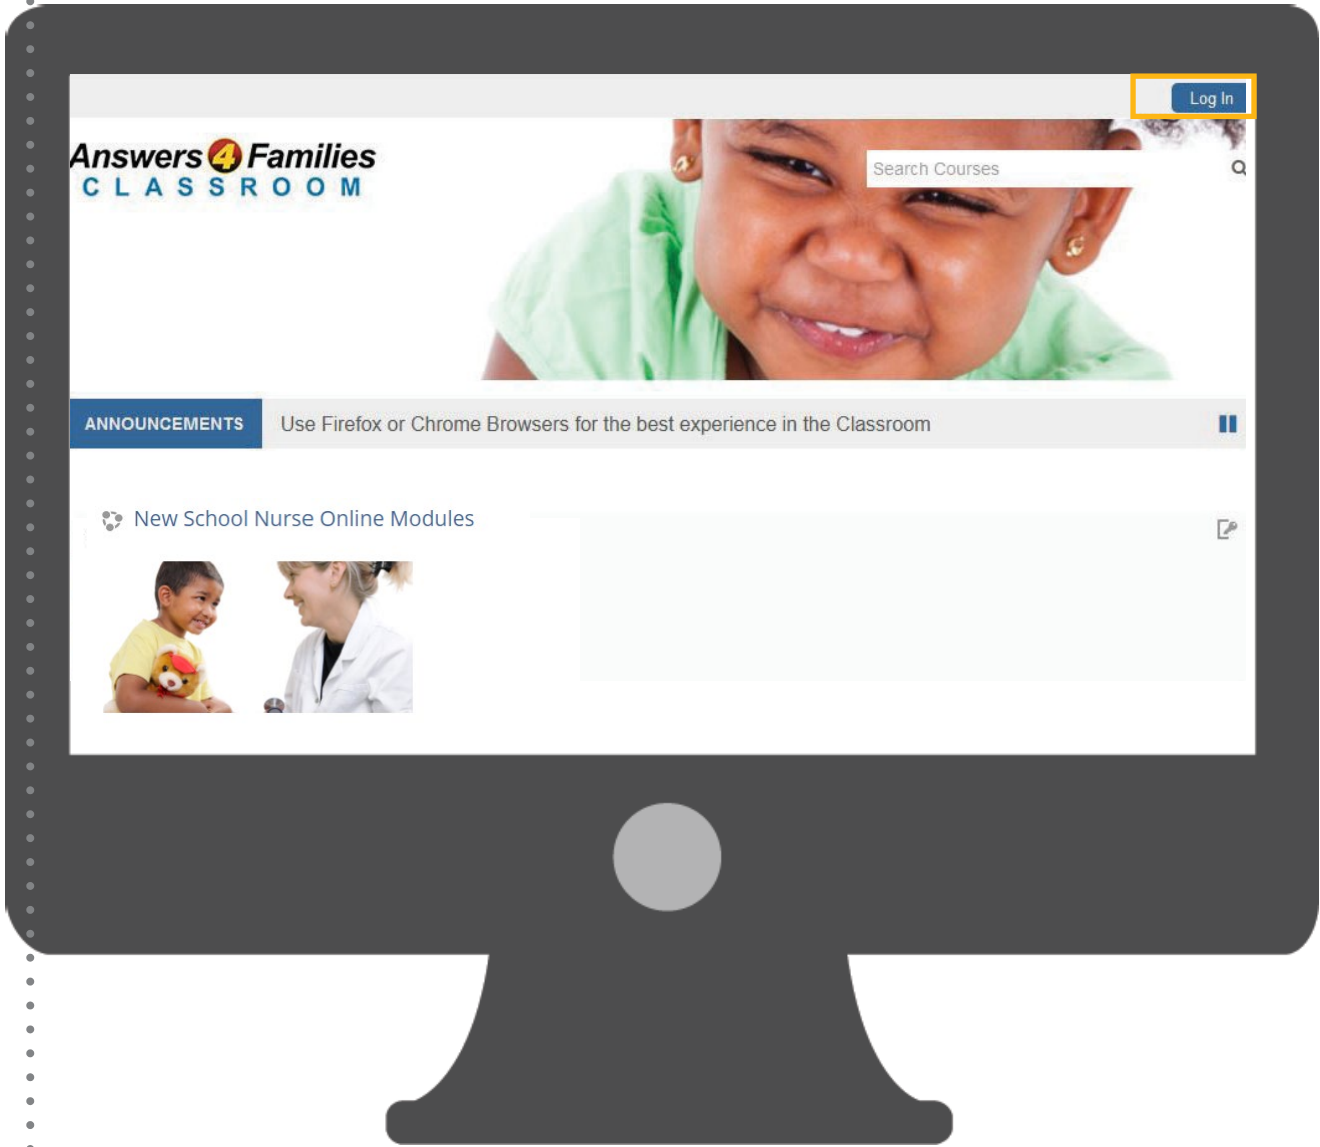 Log In
Answers 4 Families
CLASSROOM
Search Courses
ANNOUNCEMENTS Use Firefox or Chrome Browsers for the best experience in the Classroom
New School Nurse Online Modules